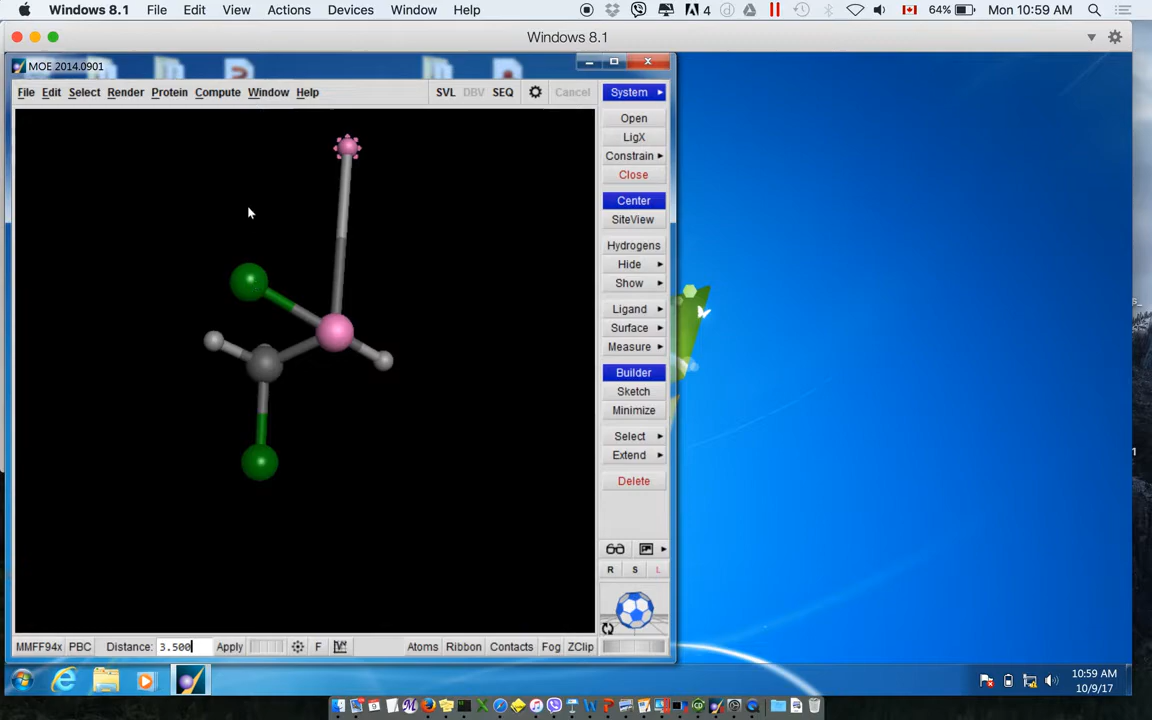 Windows 8.1 File Edit View Actions Devices Window Help 4 64% Mon 10:59 AM
Windows 8.1
MOE 2014.0901
File Edit Select Render Protein Compute Window Help SVL DBV SEQ Cancel
System
Open
LigX
Constrain
Close
Center
SiteView
Hydrogens
Hide
Show
Ligand
Surface
Measure
Builder
Sketch
Minimize
Select
Extend
Delete
R S L
MMFF94x PBC Distance: 3.500 Apply F Atoms Ribbon Contacts Fog ZClip
10:59 AM
10/9/17